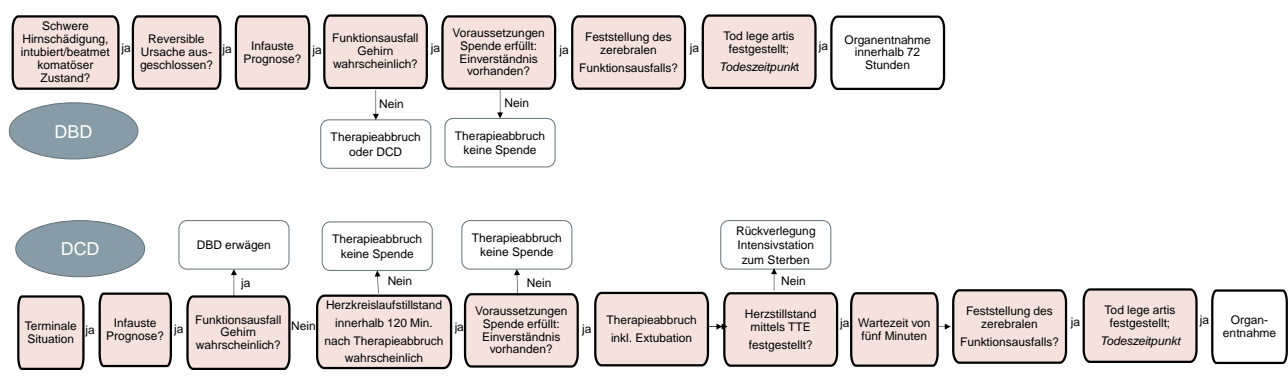 Schwere
Hirnschädigung,
intubiert/beatmet
komatöser
Zustand?
ja
Reversible
Ursache aus-
geschlossen?
ja
Infauste
Prognose?
ja
Funktionsausfall
Gehirn
wahrscheinlich?
ja
Voraussetzungen
Spende erfüllt:
Einverständnis
vorhanden?
ja
Feststellung des
zerebralen
Funktionsausfalls?
ja
Tod lege artis
festgestellt;
Todeszeitpunkt
ja
Organentnahme
innerhalb 72
Stunden
Nein
Nein
DBD
Therapieabbruch
oder DCD
Therapieabbruch
keine Spende
DCD
DBD erwägen
Therapieabbruch
keine Spende
Therapieabbruch
keine Spende
Rückverlegung
Intensivstation
zum Sterben
ja
Nein
Nein
Nein
Terminale
Situation
ja
Infauste
Prognose?
ja
Funktionsausfall
Gehirn
wahrscheinlich?
Nein
Herzkreislaufstillstand
innerhalb 120 Min.
nach Therapieabbruch
wahrscheinlich
ja
Voraussetzungen
Spende erfüllt:
Einverständnis
vorhanden?
ja
Therapieabbruch
inkl. Extubation
Herzstillstand
mittels TTE
festgestellt?
ja
Wartezeit von
fünf Minuten
Feststellung des
zerebralen
Funktionsausfalls?
ja
Tod lege artis
festgestellt;
Todeszeitpunkt
ja
Organ-
entnahme